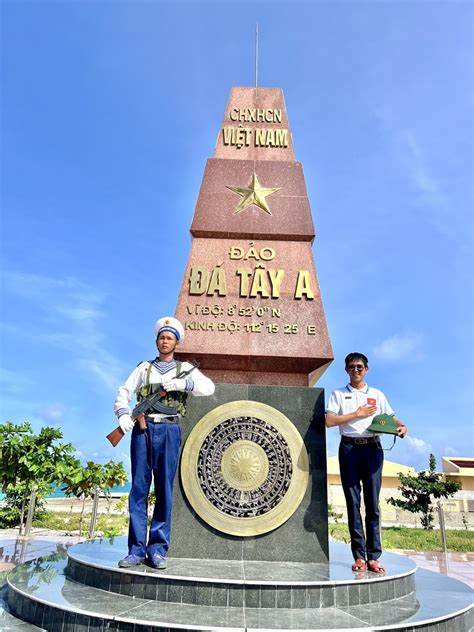 CHXHCN
VIỆT NAM
ĐẢO
ĐÁ TÂY A
VĨ ĐỘ: 8° 52' 0" N
KINH ĐỘ: 112° 15' 25" E